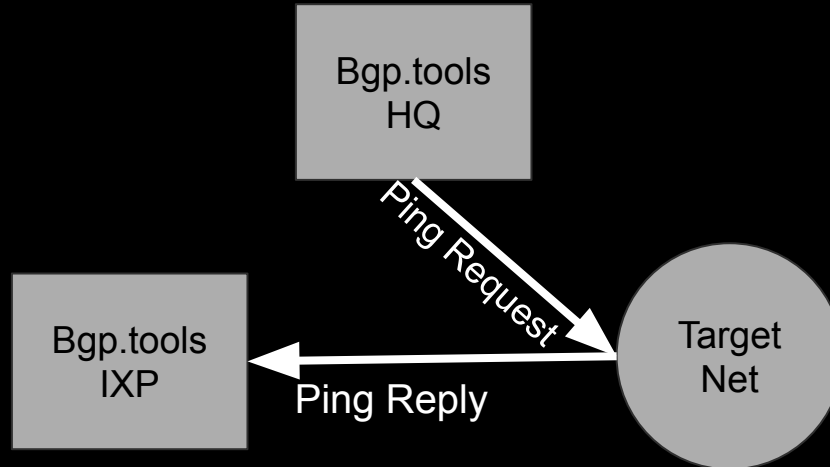 Bgp.tools
HQ
Ping Request
Bgp.tools
IXP
Target
Net
Ping Reply